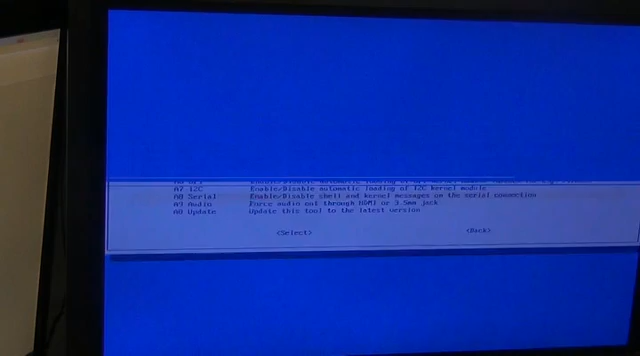 A7 I2C Enable/Disable automatic loading of I2C kernel module
A8 Serial Enable/Disable shell and kernel messages on the serial connection
A9 Audio Force audio out through HDMI or 3.5mm jack
A0 Update Update this tool to the latest version
<Select> <Back>